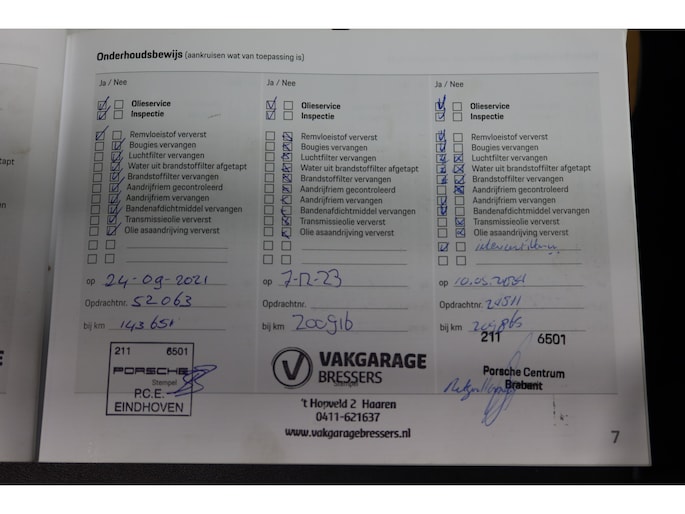 Onderhoudsbewijs (aankruisen wat van toepassing is)
Ja / Nee
Olieservice
Inspectie
Remvloeistof ververst
Bougies vervangen
Luchtfilter vervangen
Water uit brandstoffilter afgetapt
Brandstoffilter vervangen
Aandrijfriem gecontroleerd
Aandrijfriem vervangen
Bandenafdichtmiddel vervangen
Transmissieolie ververst
Olie asaandrijving ververst
op 24-09-2021
Opdrachtnr. 52063
bij km 143651
211 6501
PORSCHE
Stempel
P.C.E.
EINDHOVEN
Ja / Nee
Olieservice
Inspectie
Remvloeistof ververst
Bougies vervangen
Luchtfilter vervangen
Water uit brandstoffilter afgetapt
Brandstoffilter vervangen
Aandrijfriem gecontroleerd
Aandrijfriem vervangen
Bandenafdichtmiddel vervangen
Transmissieolie ververst
Olie asaandrijving ververst
op 7-12-23
Opdrachtnr.
bij km 200916
VAKGARAGE
BRESSERS
Stempel
't Hopveld 2 Haaren
0411-621637
www.vakgaragebressers.nl
Ja / Nee
Olieservice
Inspectie
Remvloeistof ververst
Bougies vervangen
Luchtfilter vervangen
Water uit brandstoffilter afgetapt
Brandstoffilter vervangen
Aandrijfriem gecontroleerd
Aandrijfriem vervangen
Bandenafdichtmiddel vervangen
Transmissieolie ververst
Olie asaandrijving ververst
op
Opdrachtnr. 24511
bij km 209865
211 6501
Porsche Centrum
Brabant
7